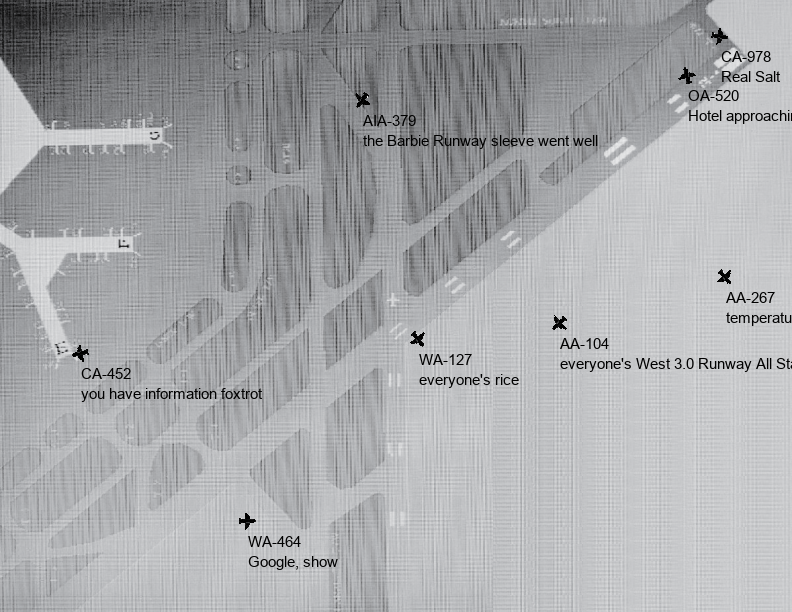 CA-978
Real Salt
OA-520
Hotel approachin
AIA-379
the Barbie Runway sleeve went well
AA-267
temperatu
AA-104
everyone's West 3.0 Runway All Sta
WA-127
everyone's rice
CA-452
you have information foxtrot
WA-464
Google, show